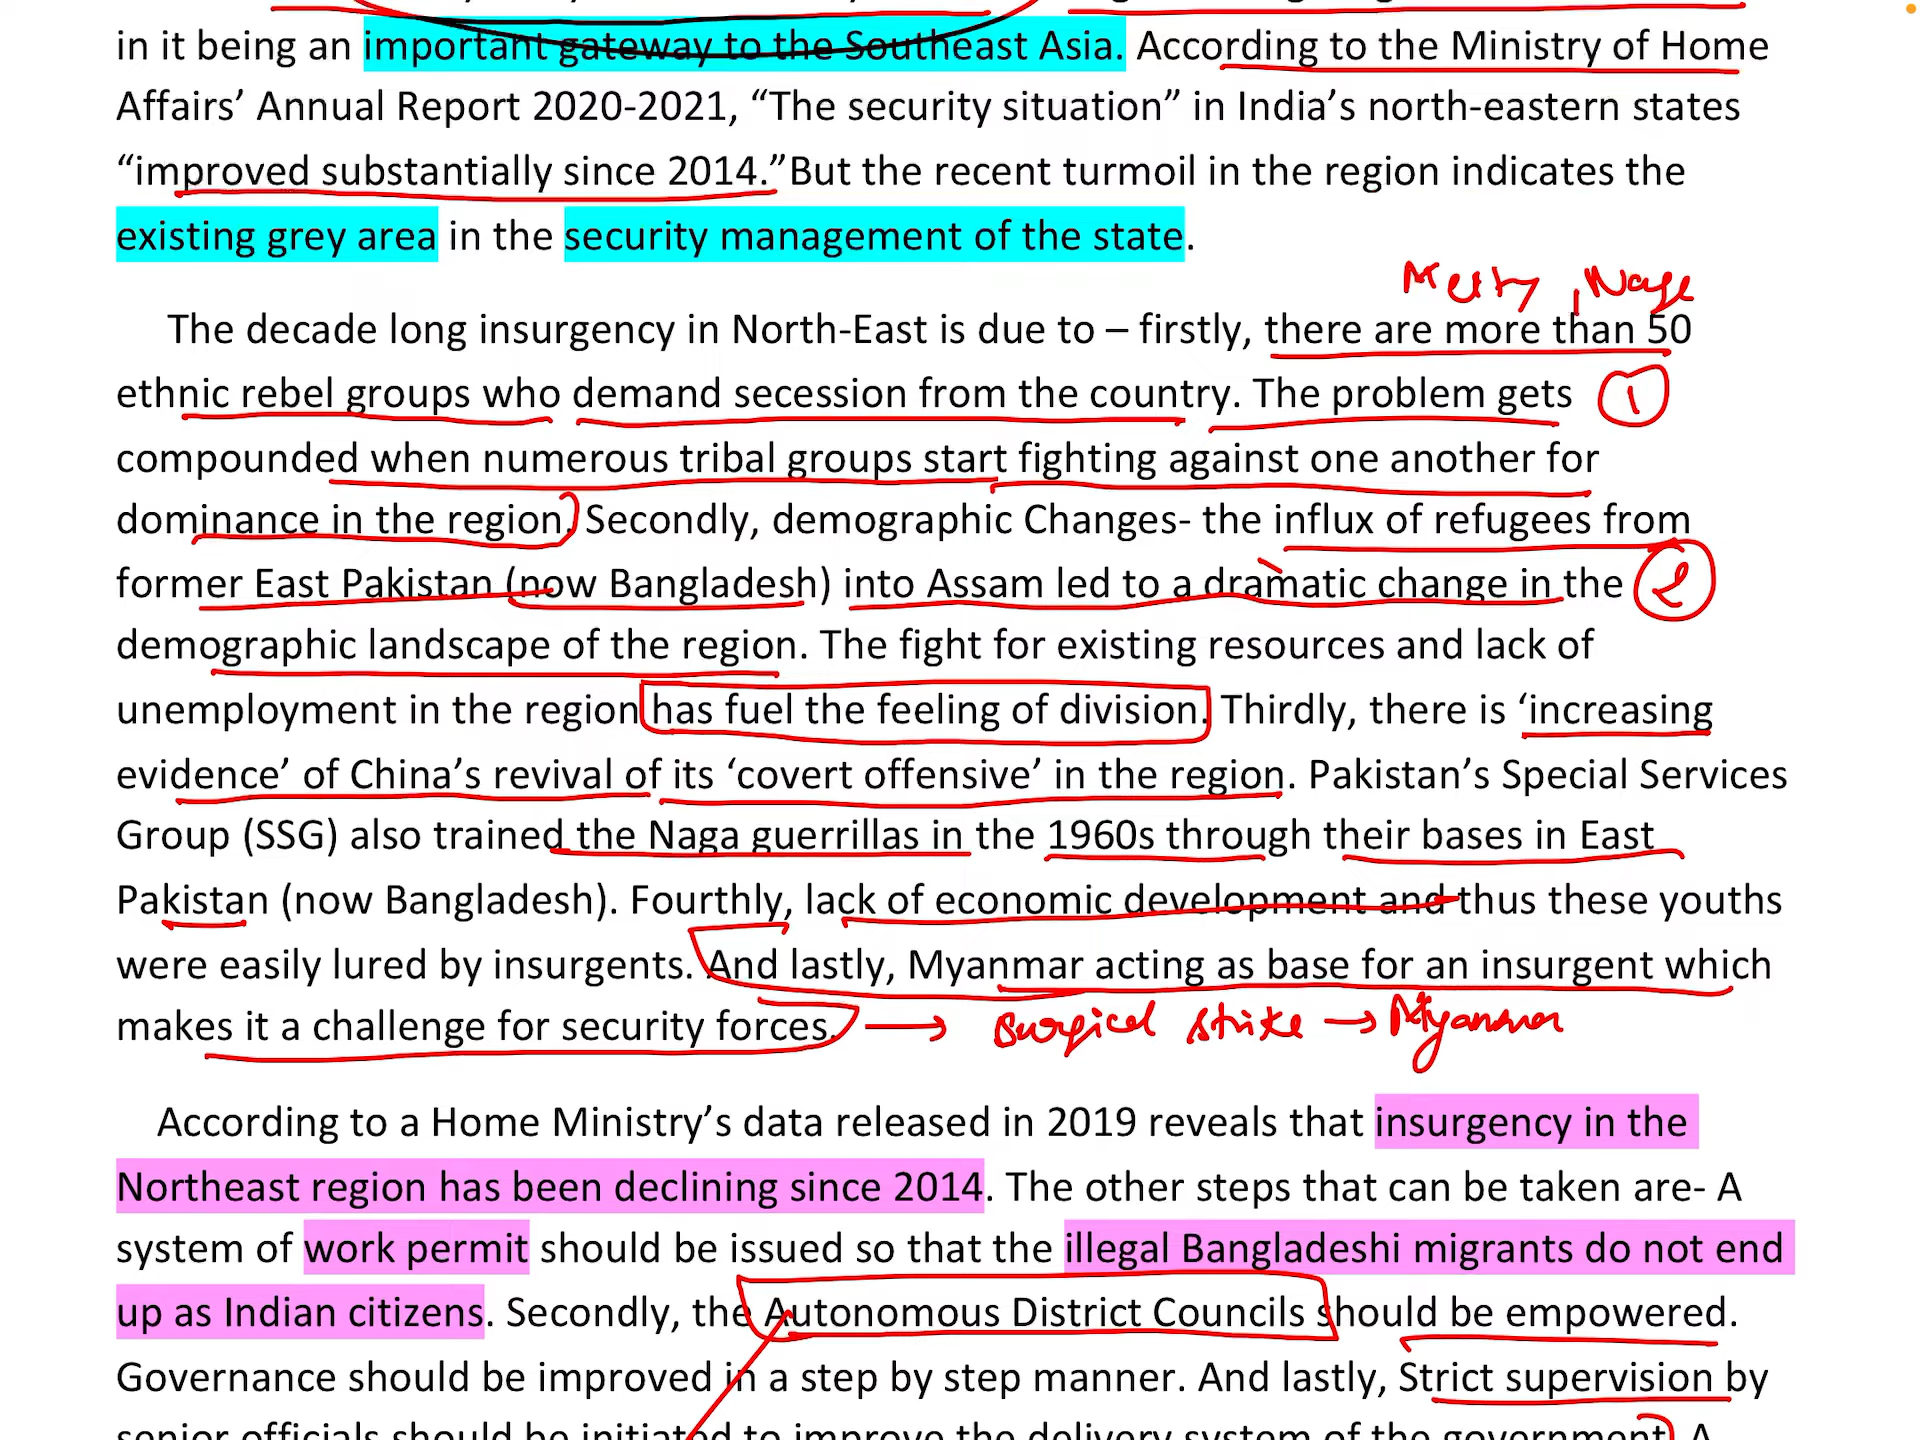 in it being an important gateway to the Southeast Asia. According to the Ministry of Home
Affairs’ Annual Report 2020-2021, “The security situation” in India’s north-eastern states
“improved substantially since 2014.”But the recent turmoil in the region indicates the
existing grey area in the security management of the state.
, Naga
The decade long insurgency in North-East is due to – firstly, there are more than 50
ethnic rebel groups who demand secession from the country. The problem gets 1
compounded when numerous tribal groups start fighting against one another for
dominance in the region. Secondly, demographic Changes- the influx of refugees from
former East Pakistan (now Bangladesh) into Assam led to a dramatic change in the 2
demographic landscape of the region. The fight for existing resources and lack of
unemployment in the region has fuel the feeling of division. Thirdly, there is ‘increasing
evidence’ of China’s revival of its ‘covert offensive’ in the region. Pakistan’s Special Services
Group (SSG) also trained the Naga guerrillas in the 1960s through their bases in East
Pakistan (now Bangladesh). Fourthly, lack of economic development and thus these youths
were easily lured by insurgents. And lastly, Myanmar acting as base for an insurgent which
makes it a challenge for security forces. → Surgical strike → Myanmar
According to a Home Ministry’s data released in 2019 reveals that insurgency in the
Northeast region has been declining since 2014. The other steps that can be taken are- A
system of work permit should be issued so that the illegal Bangladeshi migrants do not end
up as Indian citizens. Secondly, the Autonomous District Councils should be empowered.
Governance should be improved in a step by step manner. And lastly, Strict supervision by
senior officials should be initiated to improve the delivery system of the government. A